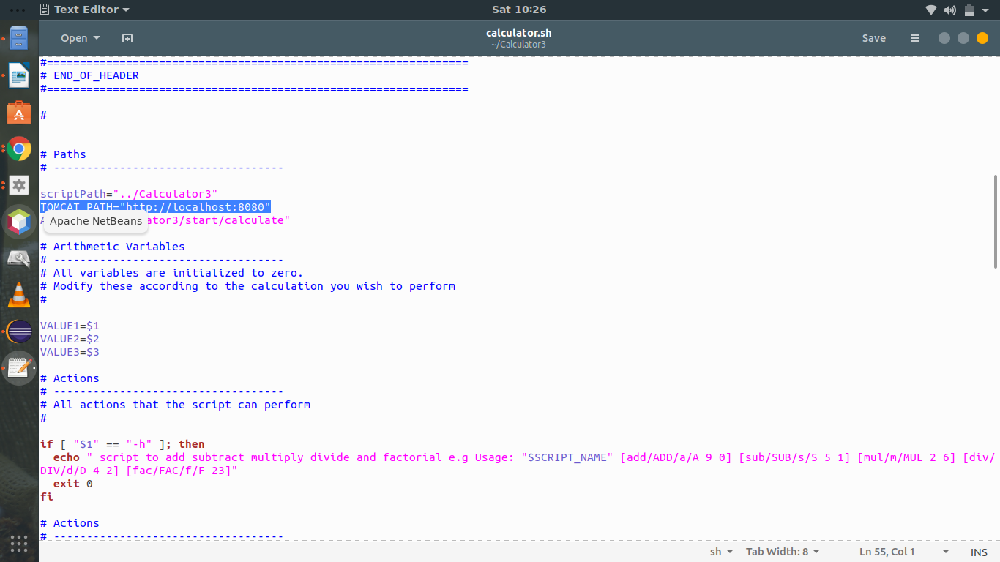 Text Editor
Sat 10:26
Open
calculator.sh
~/Calculator3
Save
#================================================================
# END_OF_HEADER
#================================================================
#
# Paths
# -----------------------------------
scriptPath="../Calculator3"
TOMCAT_PATH="http://localhost:8080"
Apache NetBeans
ator3/start/calculate"
# Arithmetic Variables
# -----------------------------------
# All variables are initialized to zero.
# Modify these according to the calculation you wish to perform
#
VALUE1=$1
VALUE2=$2
VALUE3=$3
# Actions
# -----------------------------------
# All actions that the script can perform
#
if [ "$1" == "-h" ]; then
echo " script to add subtract multiply divide and factorial e.g Usage: "$SCRIPT_NAME" [add/ADD/a/A 9 0] [sub/SUB/s/S 5 1] [mul/m/MUL 2 6] [div/
DIV/d/D 4 2] [fac/FAC/f/F 23]"
exit 0
fi
# Actions
# -----------------------------------
sh
Tab Width: 8
Ln 55, Col 1
INS